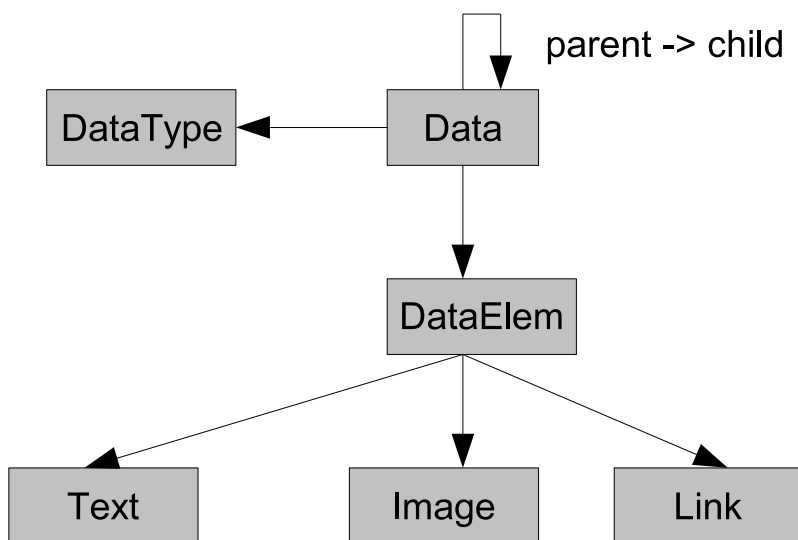 parent -> child
DataType
Data
DataElem
Text
Image
Link